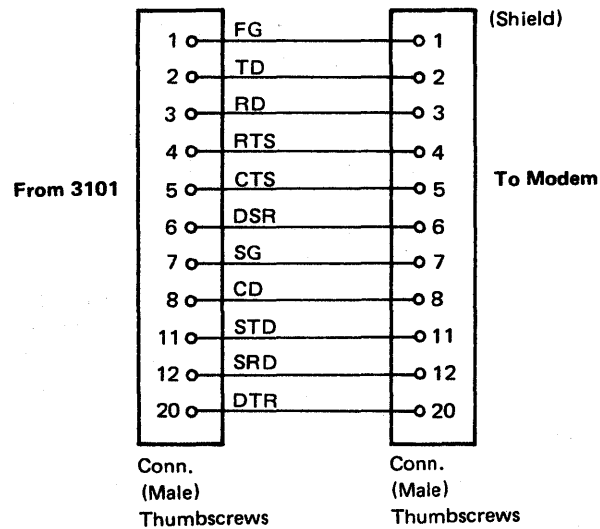 (Shield)
1 FG 1
2 TD 2
3 RD 3
4 RTS 4
From 3101 5 CTS 5 To Modem
6 DSR 6
7 SG 7
8 CD 8
11 STD 11
12 SRD 12
20 DTR 20
Conn. Conn.
(Male) (Male)
Thumbscrews Thumbscrews